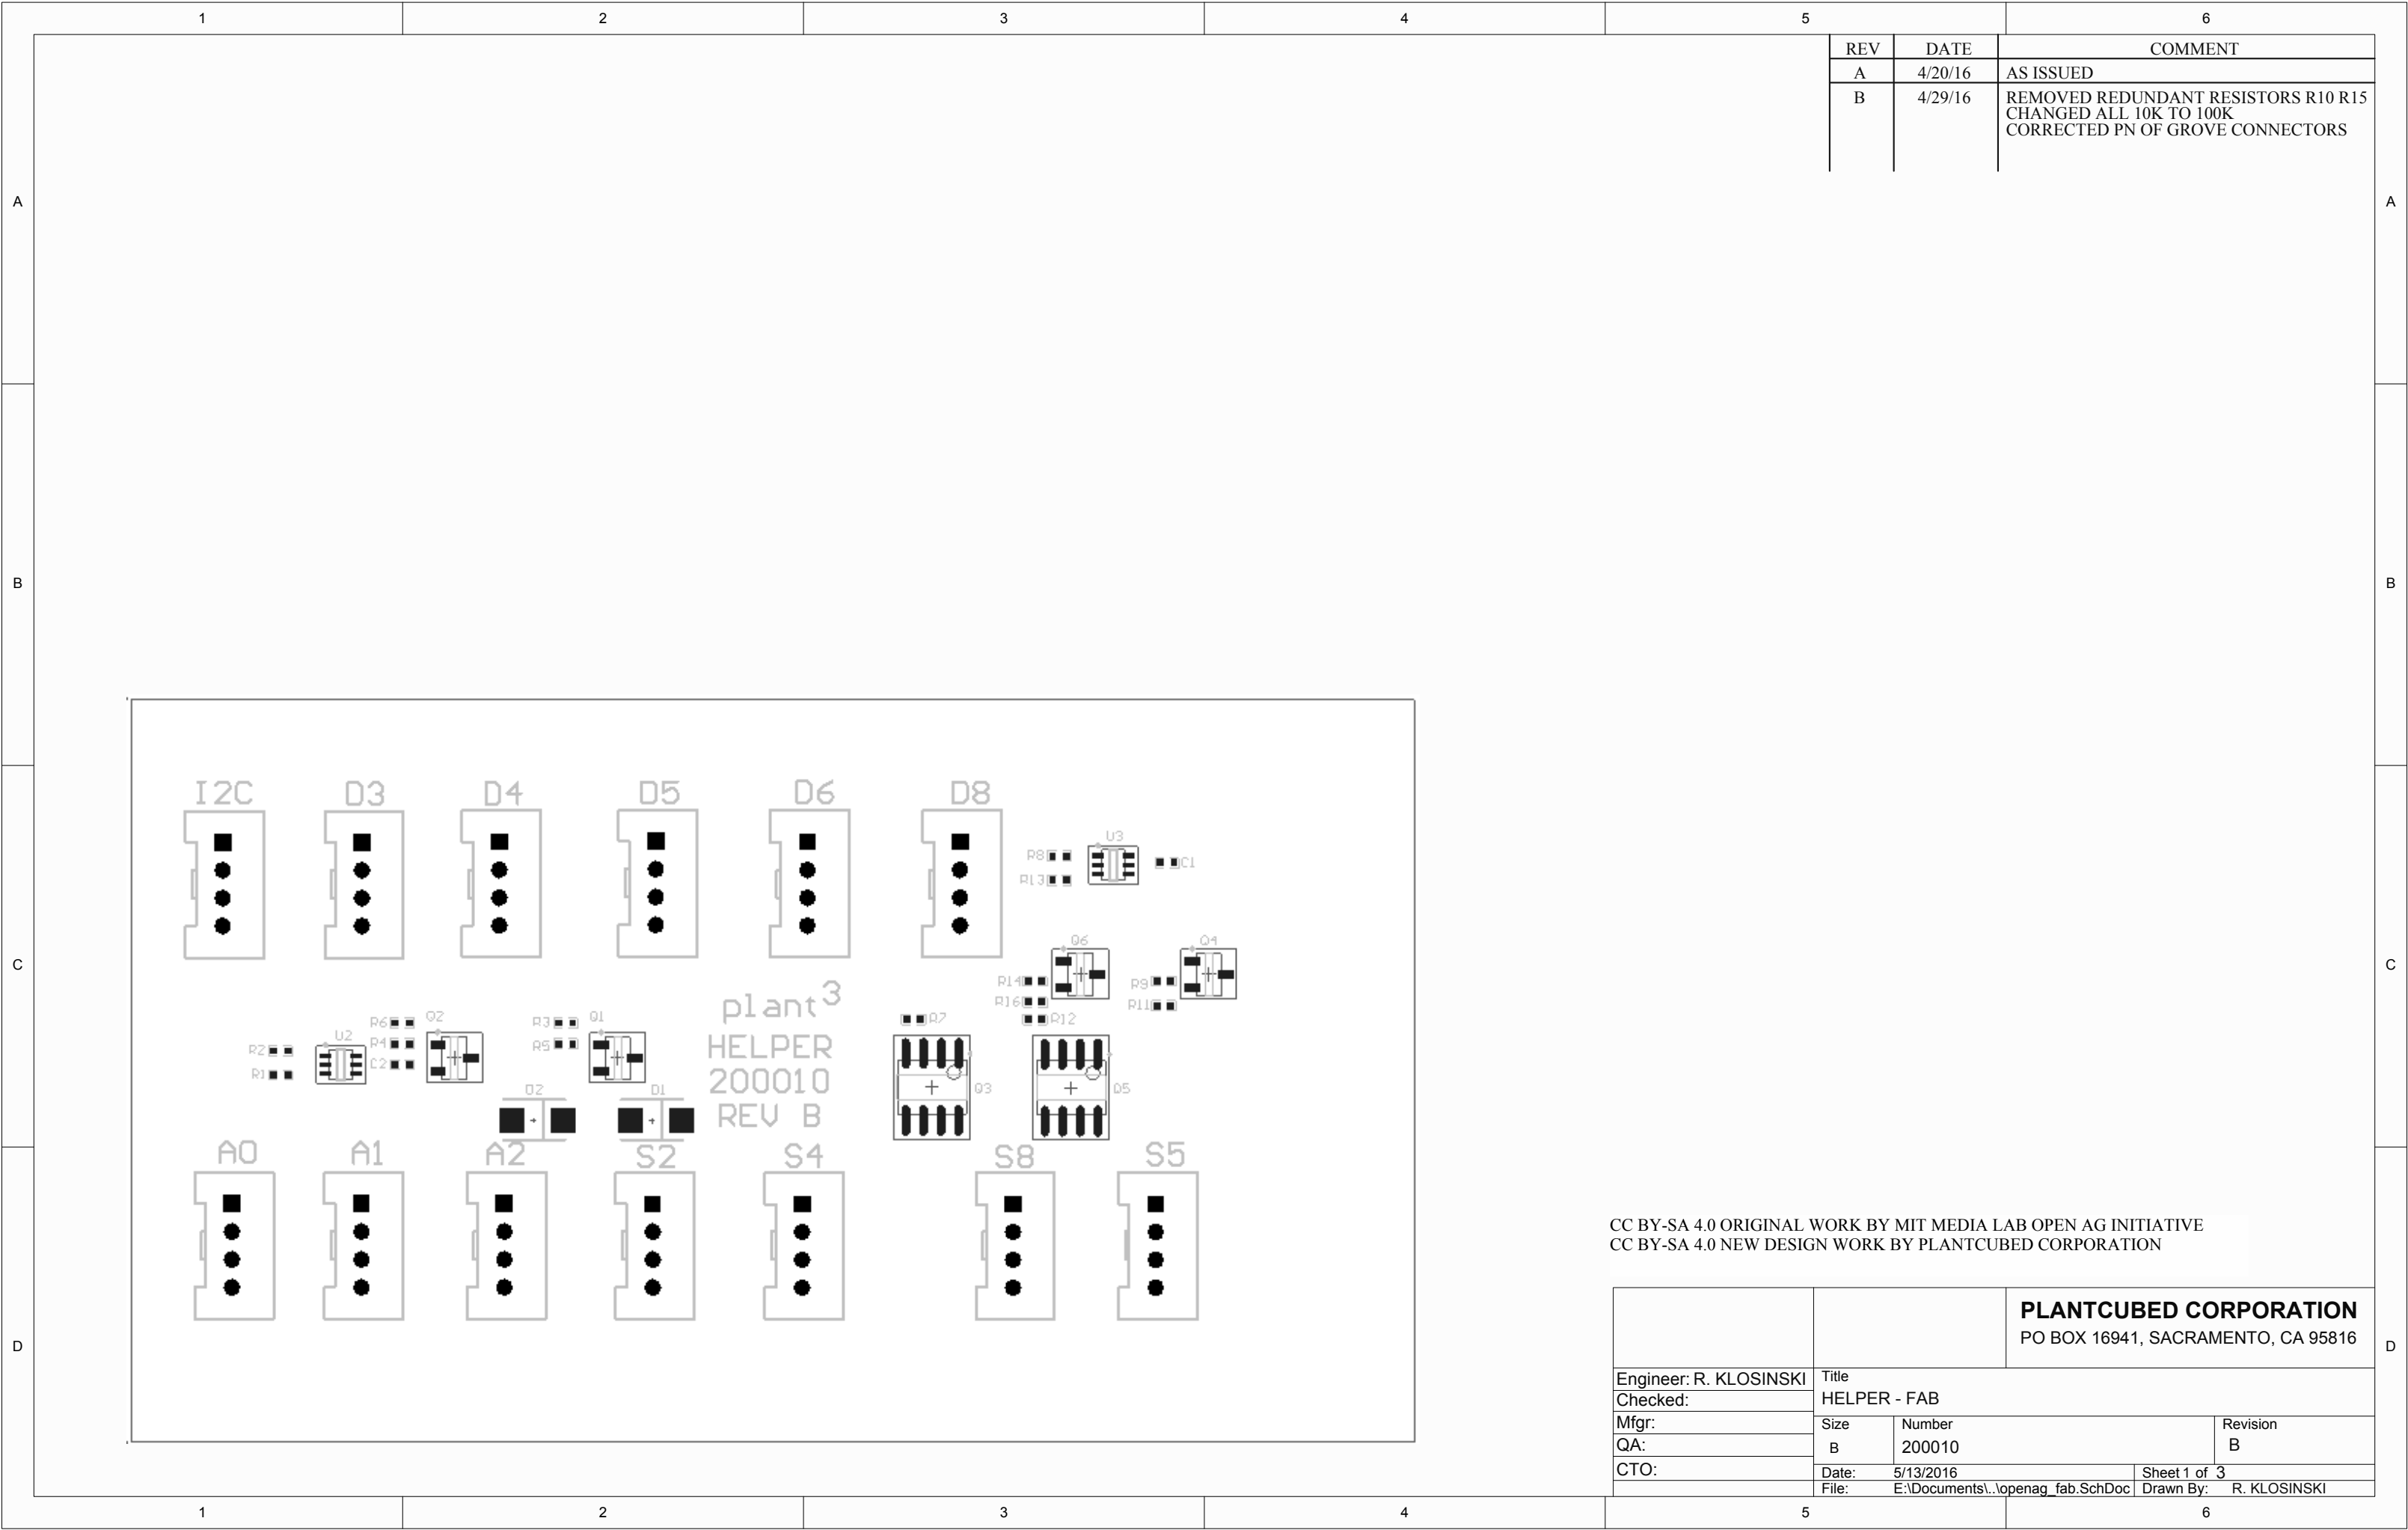 1 2 3 4 5 6
REV DATE COMMENT
A 4/20/16 AS ISSUED
B 4/29/16 REMOVED REDUNDANT RESISTORS R10 R15
CHANGED ALL 10K TO 100K
CORRECTED PN OF GROVE CONNECTORS
A A
B B
I2C D3 D4 D5 D6 D8
U3
R8 C1
R13
C C
Q6 Q4
R14 R9
R16 R11
plant3
R6 Q2 R3 Q1 R7 R12
U2 R4 R5 HELPER
R2 C2
R1 200010
D2 D1 Q3 Q5
REV B
A0 A1 A2 S2 S4 S8 S5
CC BY-SA 4.0 ORIGINAL WORK BY MIT MEDIA LAB OPEN AG INITIATIVE
CC BY-SA 4.0 NEW DESIGN WORK BY PLANTCUBED CORPORATION
PLANTCUBED CORPORATION
PO BOX 16941, SACRAMENTO, CA 95816
D D
Engineer: R. KLOSINSKI
Checked:
Mfgr:
QA:
CTO:
Title
HELPER - FAB
Size Number Revision
B 200010 B
Date: 5/13/2016 Sheet 1 of 3
File: E:\Documents\..\openag_fab.SchDoc Drawn By: R. KLOSINSKI
1 2 3 4 5 6